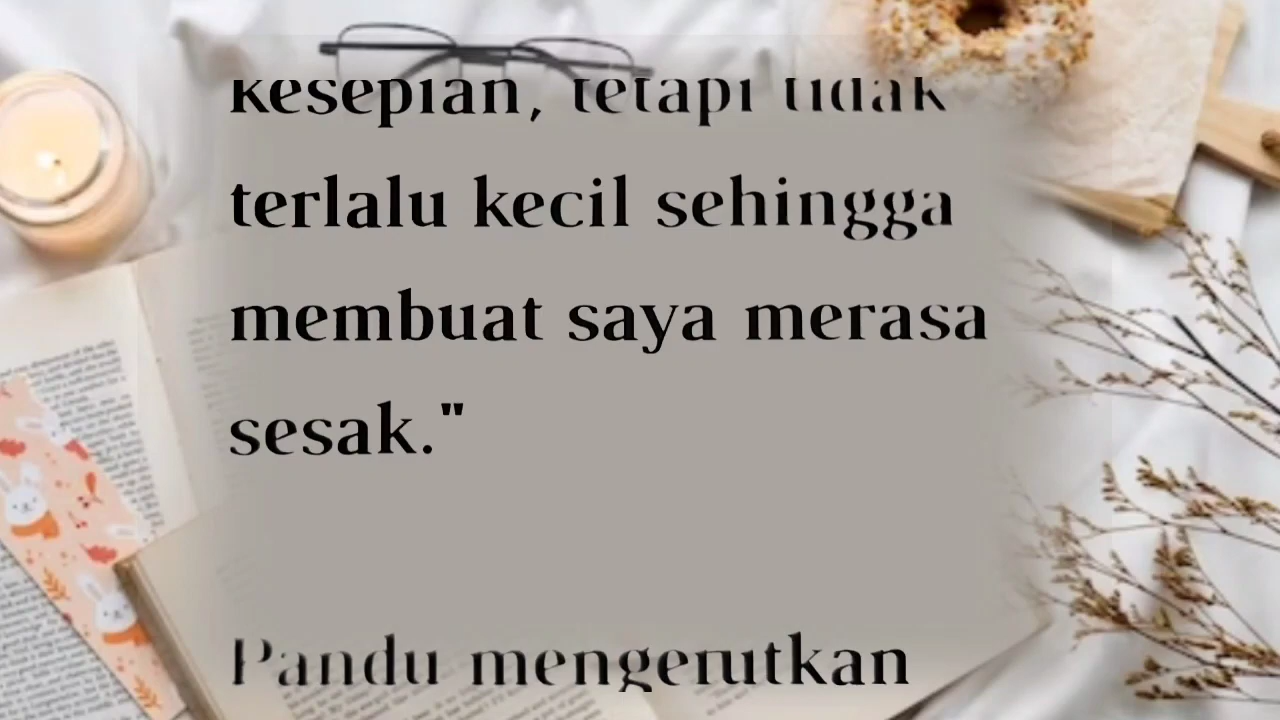 kesepian, tetapi tidak
terlalu kecil sehingga
membuat saya merasa
sesak."
Pandu mengerutkan